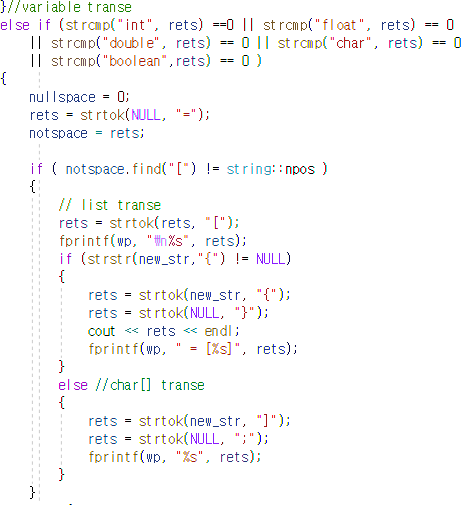 }//variable transe
else if (strcmp("int", rets) ==0 || strcmp("float", rets) == 0
    || strcmp("double", rets) == 0 || strcmp("char", rets) == 0
    || strcmp("boolean",rets) == 0 )
{
    nullspace = 0;
    rets = strtok(NULL, "=");
    notspace = rets;

    if ( notspace.find("[") != string::npos )
    {
        // list transe
        rets = strtok(rets, "[");
        fprintf(wp, "₩n%s", rets);
        if (strstr(new_str,"{") != NULL)
        {
            rets = strtok(new_str, "{");
            rets = strtok(NULL, "}");
            cout << rets << endl;
            fprintf(wp, " = [%s]", rets);
        }
        else //char[] transe
        {
            rets = strtok(new_str, "]");
            rets = strtok(NULL, ";");
            fprintf(wp, "%s", rets);
        }
    }